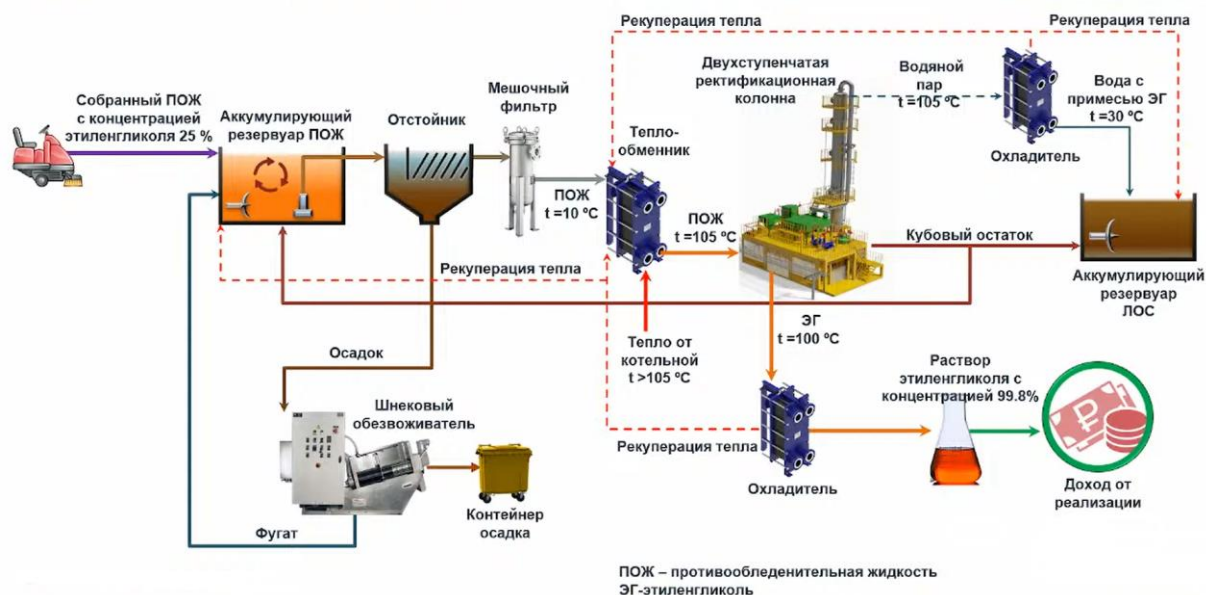 Рекуперация тепла
Рекуперация тепла
Собранный ПОЖ
с концентрацией
этиленгликоля 25 %
Аккумулирующий
резервуар ПОЖ
Отстойник
Мешочный
фильтр
Тепло-
обменник
Двухступенчатая
ректификационная
колонна
Водяной
пар
t =105 ºC
Вода с
примесью ЭГ
t =30 ºC
Охладитель
ПОЖ
t =10 ºC
ПОЖ
t =105 ºC
Кубовый остаток
Аккумулирующий
резервуар
ЛОС
Рекуперация тепла
Тепло от
котельной
t >105 ºC
ЭГ
t =100 ºC
Осадок
Шнековый
обезвоживатель
Раствор
этиленгликоля с
концентрацией 99.8%
Рекуперация тепла
Охладитель
Доход от
реализации
Контейнер
осадка
Фугат
ПОЖ – противообледенительная жидкость
ЭГ-этиленгликоль